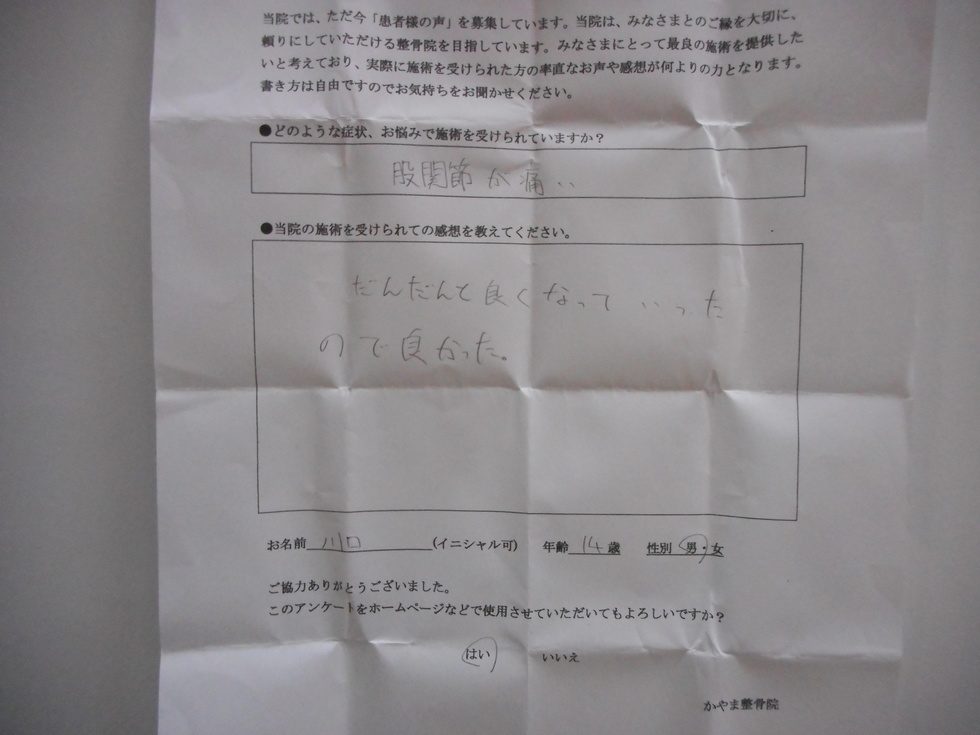 当院では、ただ今「患者様の声」を募集しています。当院は、みなさまとのご縁を大切に、
頼りにしていただける整骨院を目指しています。みなさまにとって最良の施術を提供した
いと考えており、実際に施術を受けられた方の率直なお声や感想が何よりの力となります。
書き方は自由ですのでお気持ちをお聞かせください。
●どのような症状、お悩みで施術を受けられていますか?
股関節が痛い
●当院の施術を受けられての感想を教えてください。
だんだんと良くなっていった
ので良かった。
お名前 川口 (イニシャル可) 年齢 14 歳 性別 男・女
ご協力ありがとうございました。
このアンケートをホームページなどで使用させていただいてもよろしいですか?
はい いいえ
かやま整骨院